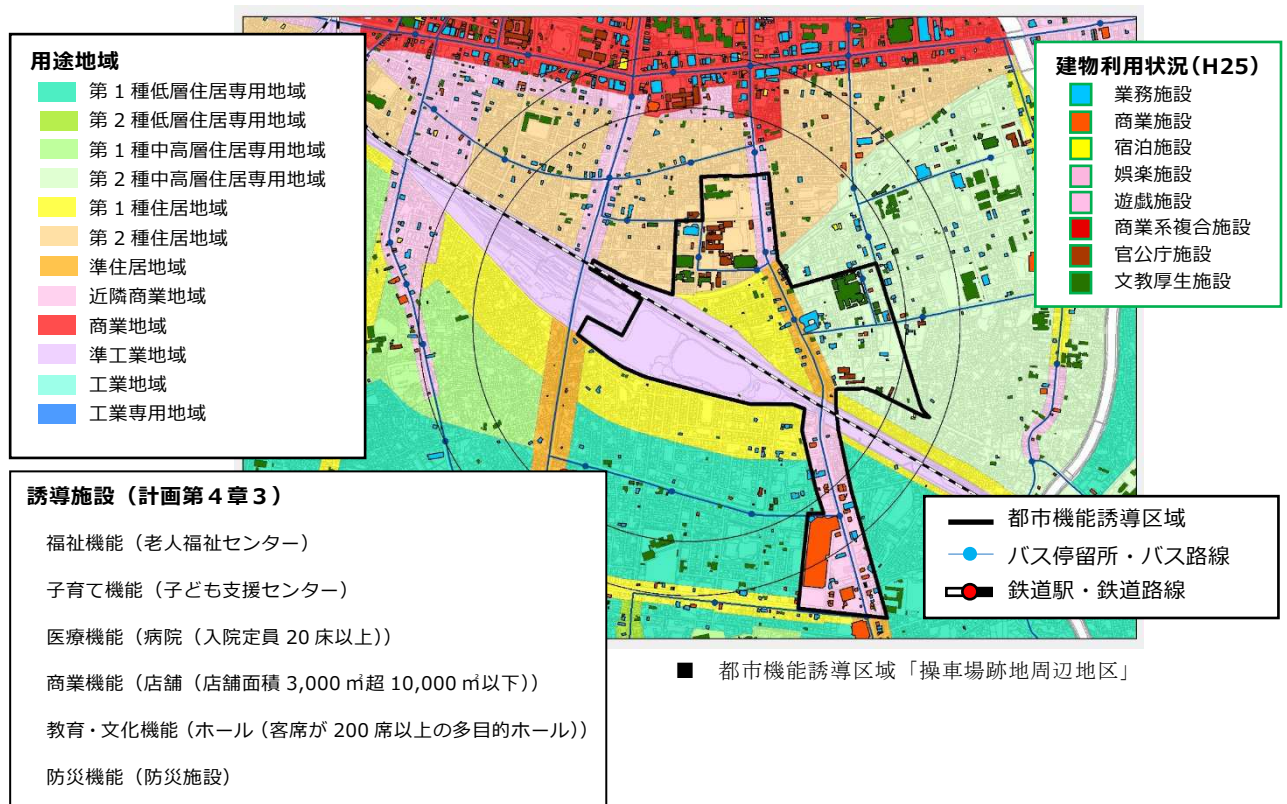 用途地域
第1種低層住居専用地域
第2種低層住居専用地域
第1種中高層住居専用地域
第2種中高層住居専用地域
第1種住居地域
第2種住居地域
準住居地域
近隣商業地域
商業地域
準工業地域
工業地域
工業専用地域
建物利用状況(H25)
業務施設
商業施設
宿泊施設
娯楽施設
遊戯施設
商業系複合施設
官公庁施設
文教厚生施設
誘導施設(計画第4章3)
福祉機能(老人福祉センター)
子育て機能(子ども支援センター)
医療機能(病院(入院定員20床以上))
商業機能(店舗(店舗面積3,000㎡超10,000㎡以下))
教育・文化機能(ホール(客席が200席以上の多目的ホール))
防災機能(防災施設)
都市機能誘導区域
バス停留所・バス路線
鉄道駅・鉄道路線
■ 都市機能誘導区域「操車場跡地周辺地区」